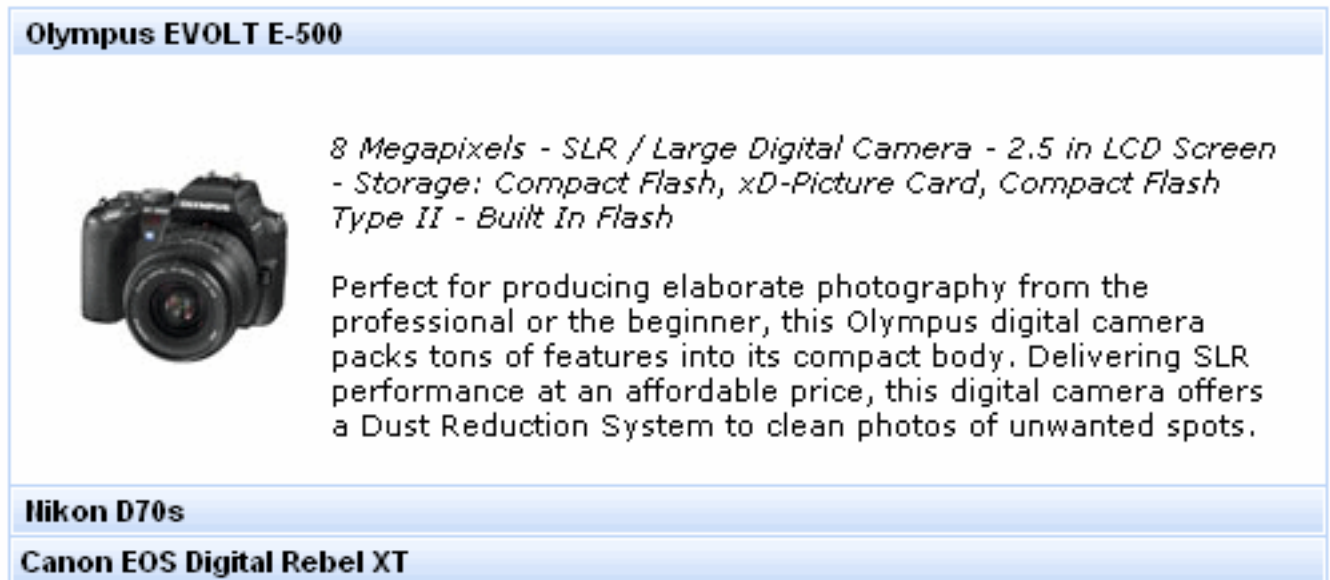 Olympus EVOLT E-500
8 Megapixels - SLR / Large Digital Camera - 2.5 in LCD Screen
- Storage: Compact Flash, xD-Picture Card, Compact Flash
Type II - Built In Flash
OLYMPUS
Perfect for producing elaborate photography from the
professional or the beginner, this Olympus digital camera
packs tons of features into its compact body. Delivering SLR
performance at an affordable price, this digital camera offers
a Dust Reduction System to clean photos of unwanted spots.
Nikon D70s
Canon EOS Digital Rebel XT